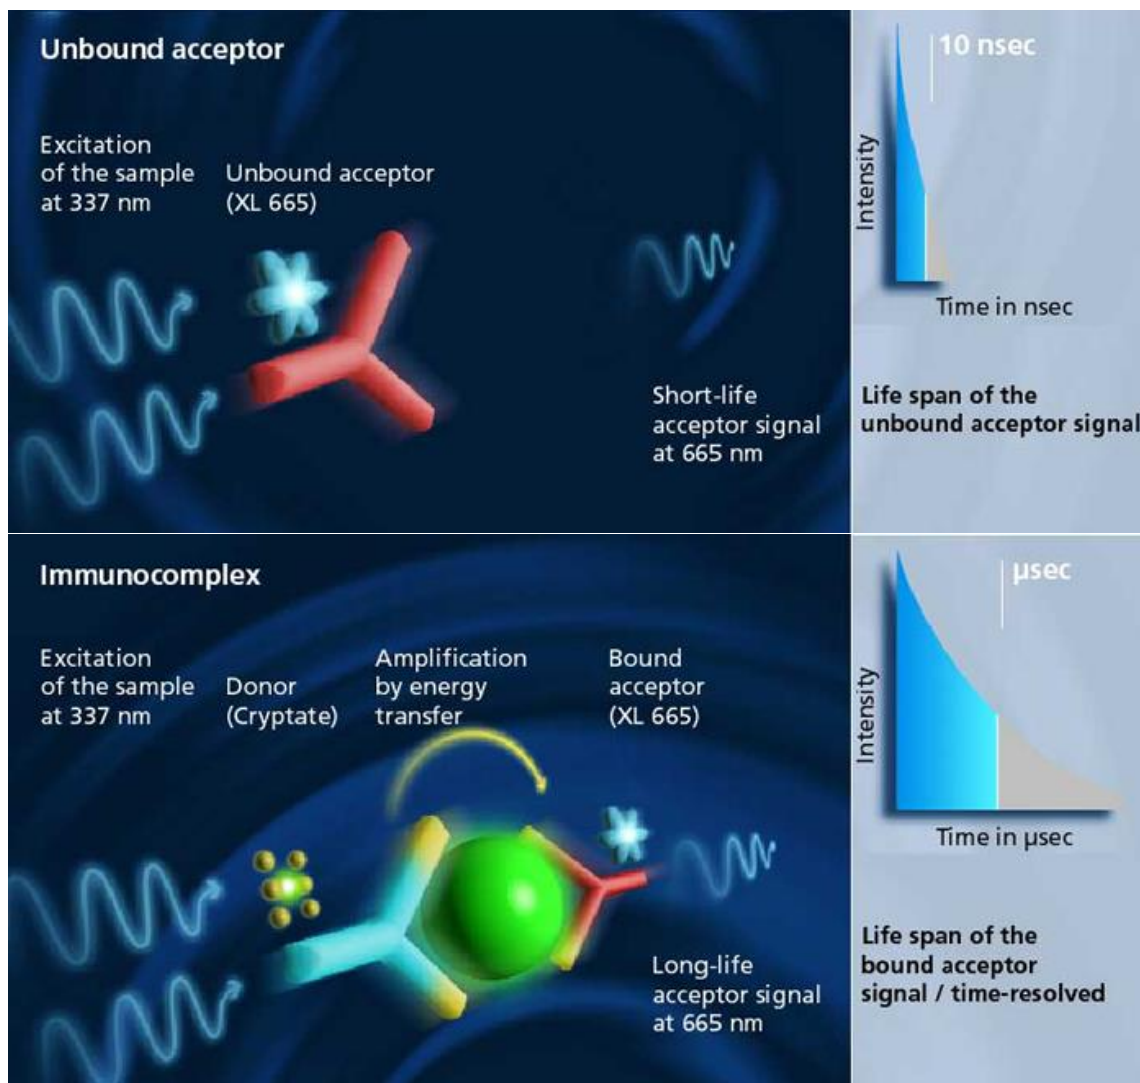 Unbound acceptor
Excitation
of the sample
at 337 nm
Unbound acceptor
(XL 665)
Short-life
acceptor signal
at 665 nm
10 nsec
Intensity
Time in nsec
Life span of the
unbound acceptor signal
Immunocomplex
Excitation
of the sample
at 337 nm
Donor
(Cryptate)
Amplification
by energy
transfer
Bound
acceptor
(XL 665)
Long-life
acceptor signal
at 665 nm
µsec
Intensity
Time in µsec
Life span of the
bound acceptor
signal / time-resolved